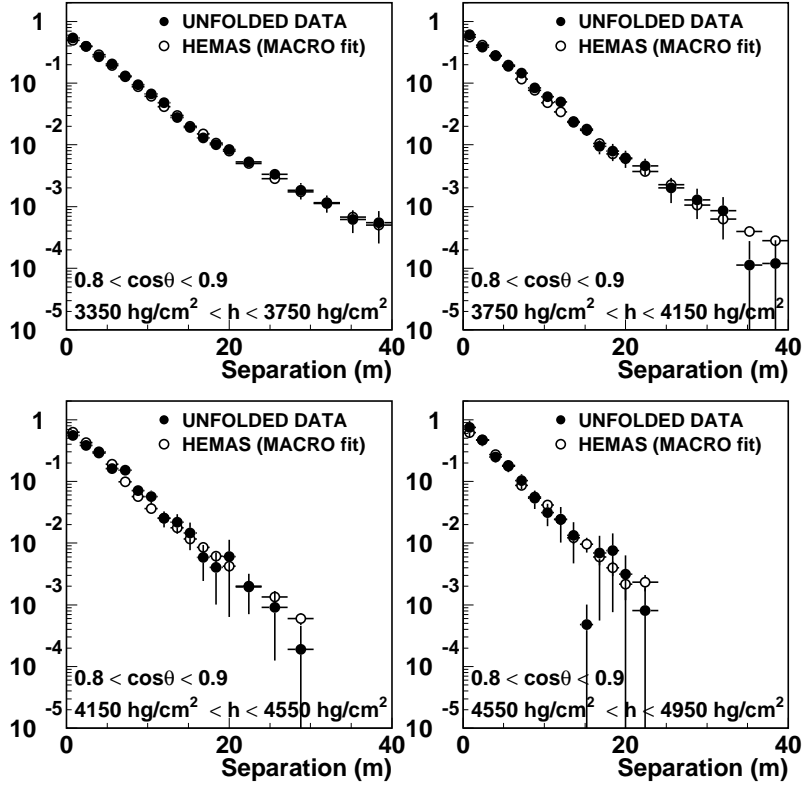 UNFOLDED DATA
HEMAS (MACRO fit)
1
10 -1
10 -2
10 -3
10 -4
10 -5
0.8 < cosθ < 0.9
3350 hg/cm² < h < 3750 hg/cm²
0 20 40
Separation (m)
UNFOLDED DATA
HEMAS (MACRO fit)
1
10 -1
10 -2
10 -3
10 -4
10 -5
0.8 < cosθ < 0.9
3750 hg/cm² < h < 4150 hg/cm²
0 20 40
Separation (m)
UNFOLDED DATA
HEMAS (MACRO fit)
1
10 -1
10 -2
10 -3
10 -4
10 -5
0.8 < cosθ < 0.9
4150 hg/cm² < h < 4550 hg/cm²
0 20 40
Separation (m)
UNFOLDED DATA
HEMAS (MACRO fit)
1
10 -1
10 -2
10 -3
10 -4
10 -5
0.8 < cosθ < 0.9
4550 hg/cm² < h < 4950 hg/cm²
0 20 40
Separation (m)